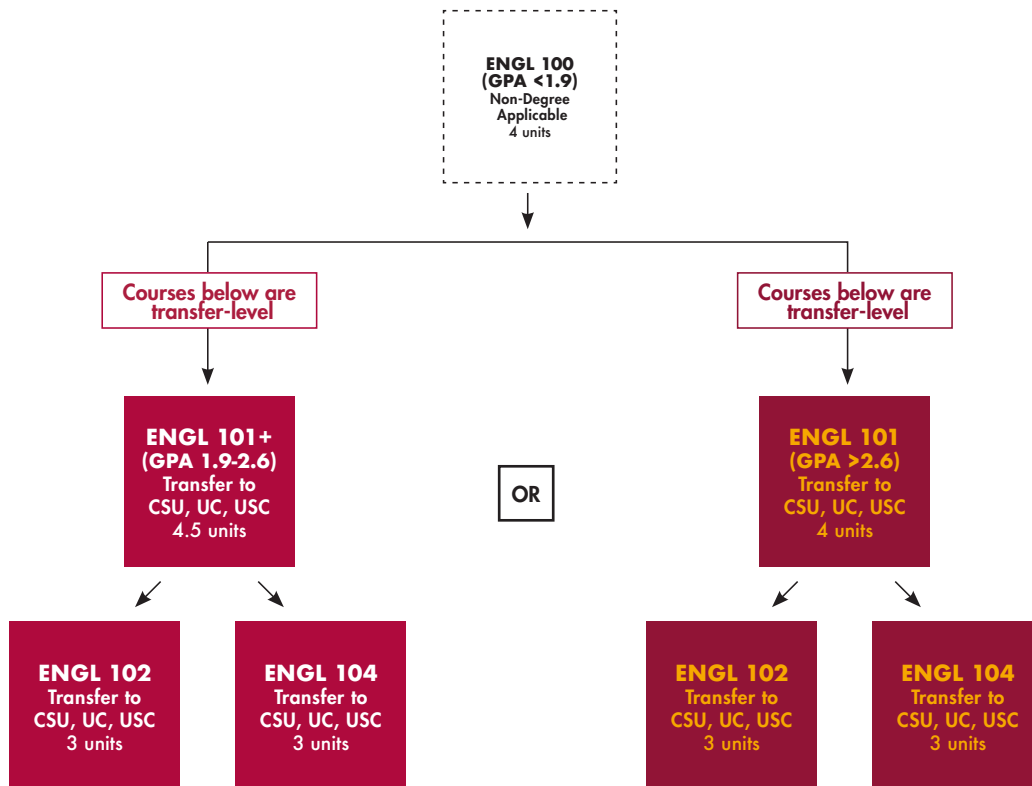 ENGL 100
(GPA <1.9)
Non-Degree
Applicable
4 units
Courses below are
transfer-level
Courses below are
transfer-level
ENGL 101+
(GPA 1.9-2.6)
Transfer to
CSU, UC, USC
4.5 units
OR
ENGL 101
(GPA >2.6)
Transfer to
CSU, UC, USC
4 units
ENGL 102
Transfer to
CSU, UC, USC
3 units
ENGL 104
Transfer to
CSU, UC, USC
3 units
ENGL 102
Transfer to
CSU, UC, USC
3 units
ENGL 104
Transfer to
CSU, UC, USC
3 units